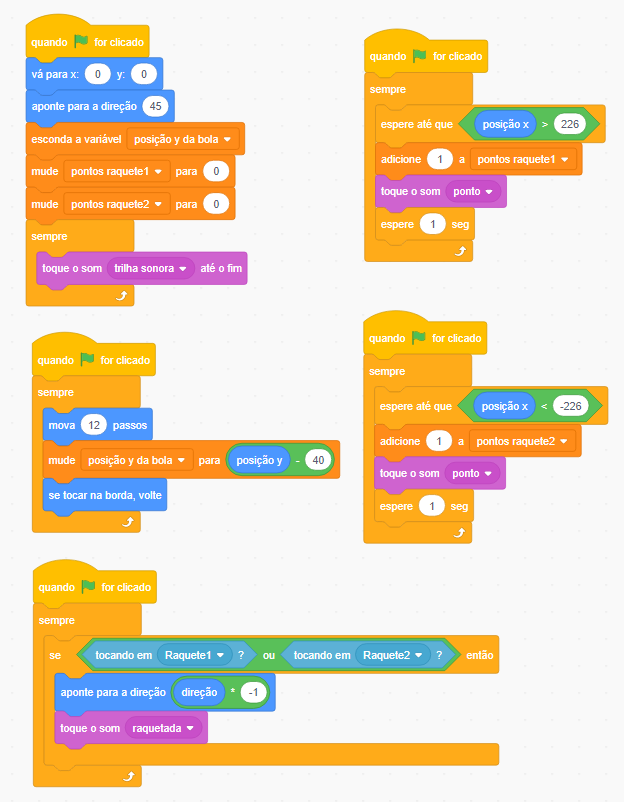 quando for clicado
vá para x: 0 y: 0
aponte para a direção 45
esconda a variável posição y da bola
mude pontos raquete1 para 0
mude pontos raquete2 para 0
sempre
toque o som trilha sonora até o fim
quando for clicado
sempre
espere até que posição x > 226
adicione 1 a pontos raquete1
toque o som ponto
espere 1 seg
quando for clicado
sempre
mova 12 passos
mude posição y da bola para posição y - 40
se tocar na borda, volte
quando for clicado
sempre
espere até que posição x < -226
adicione 1 a pontos raquete2
toque o som ponto
espere 1 seg
quando for clicado
sempre
se tocando em Raquete1 ? ou tocando em Raquete2 ? então
aponte para a direção direção * -1
toque o som raquetada